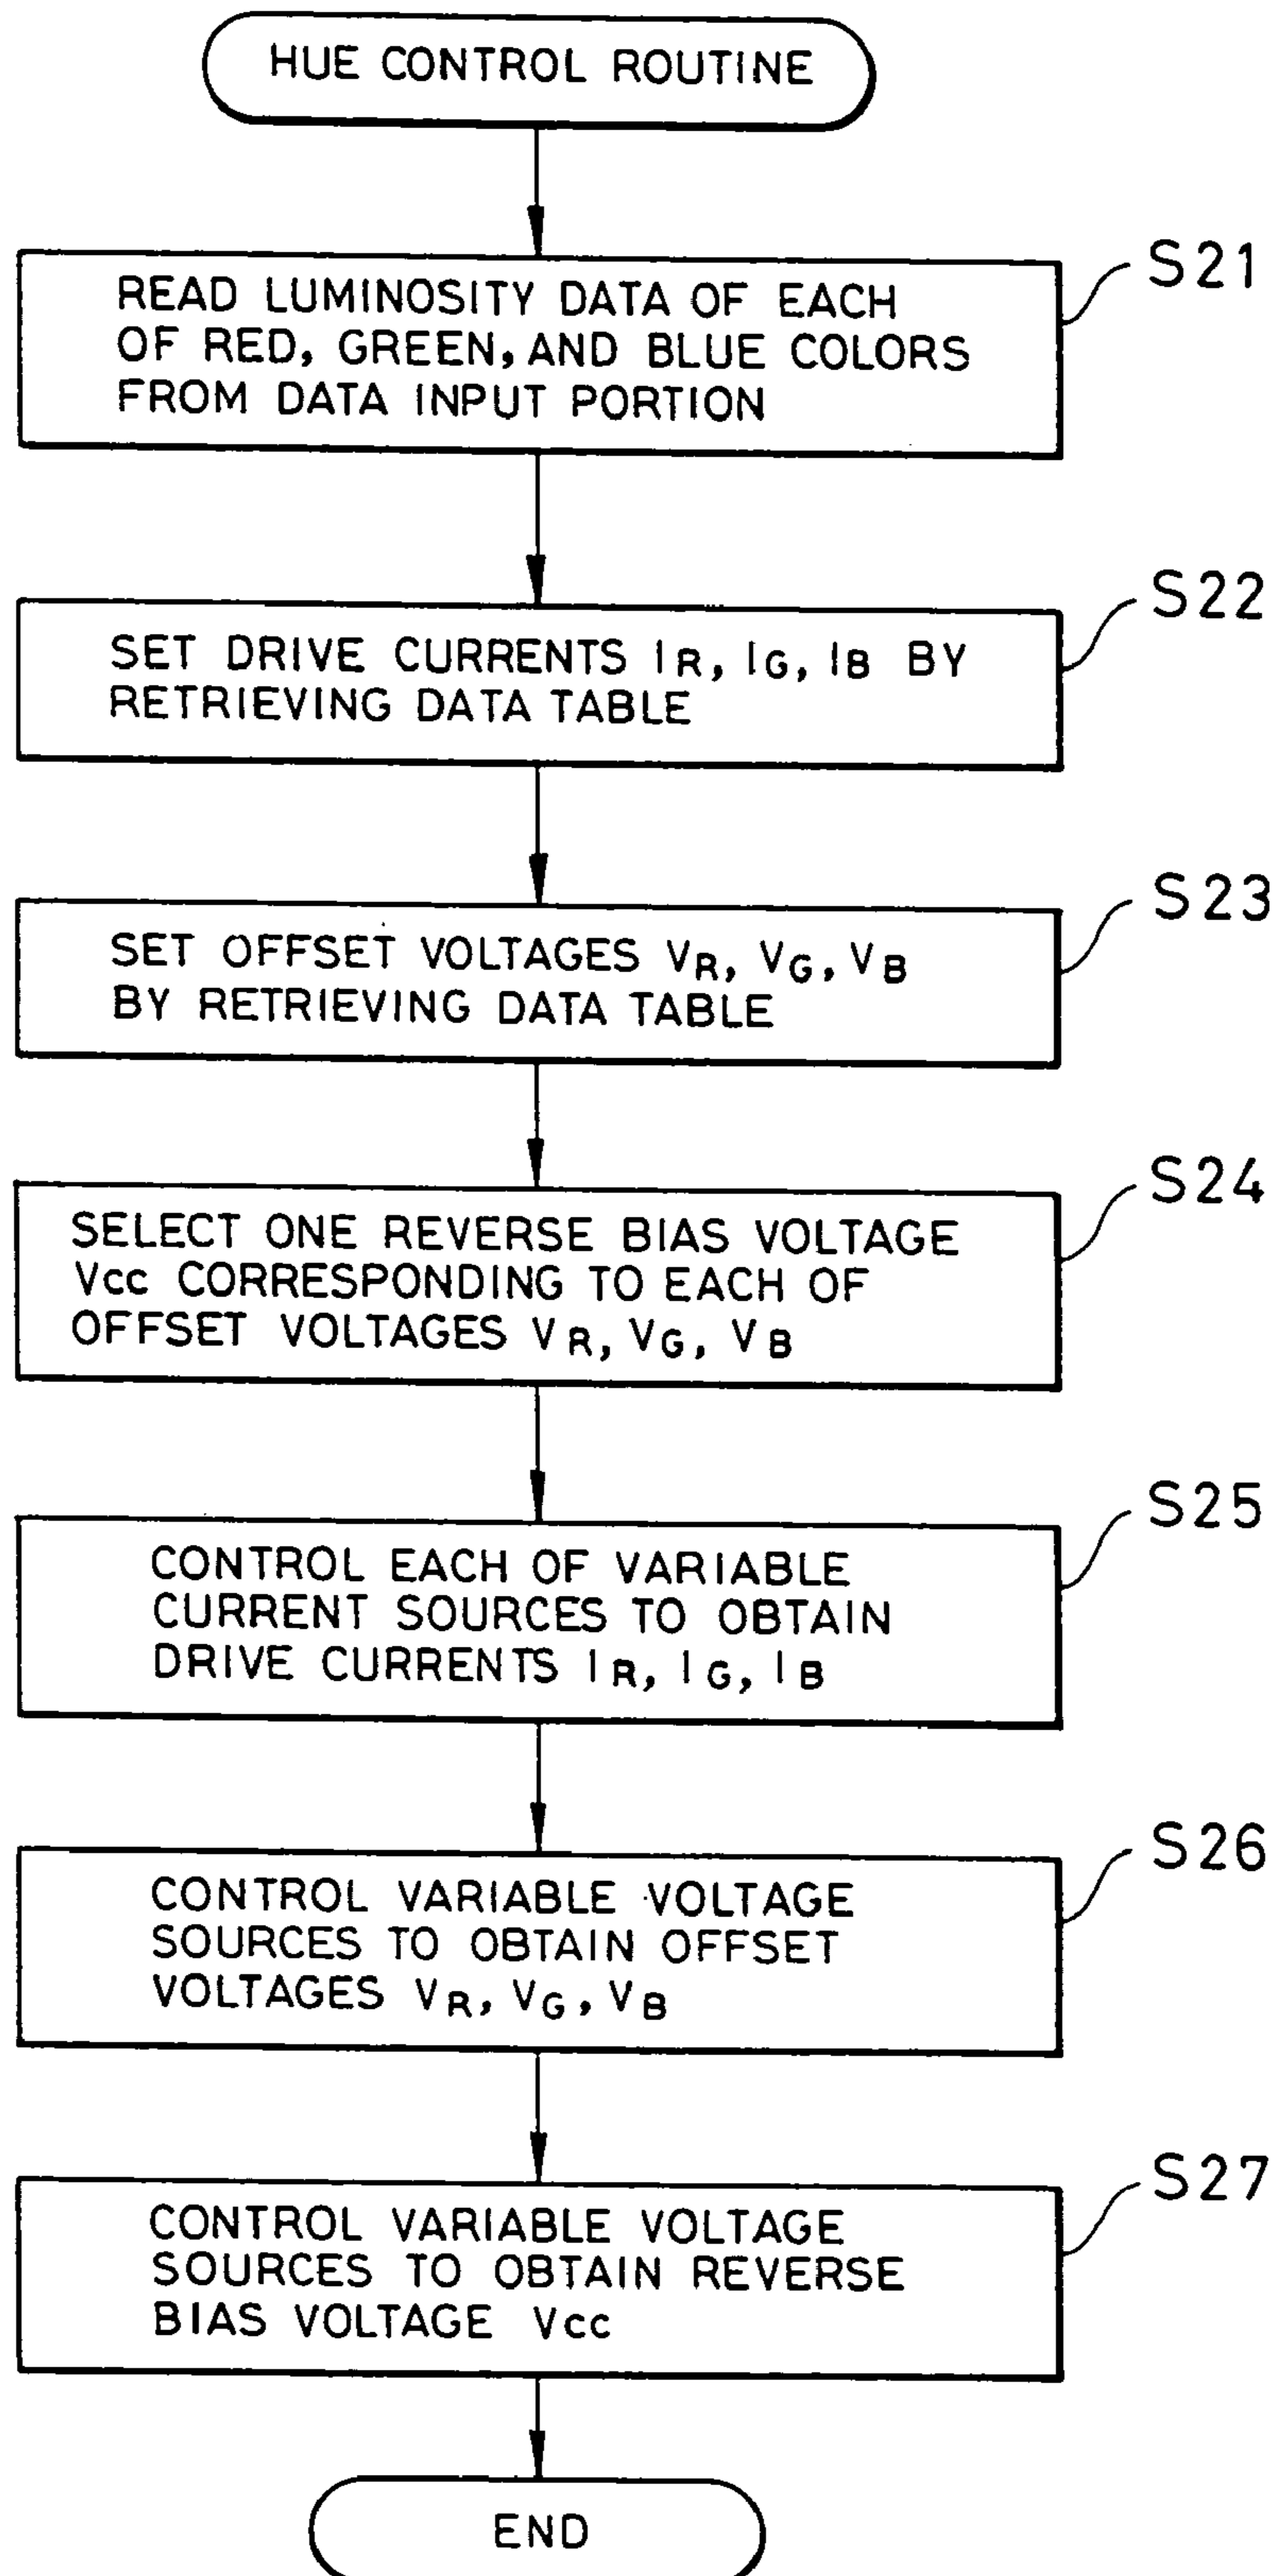 HUE CONTROL ROUTINE
S21
READ LUMINOSITY DATA OF EACH
OF RED, GREEN, AND BLUE COLORS
FROM DATA INPUT PORTION
S22
SET DRIVE CURRENTS IR, IG, IB BY
RETRIEVING DATA TABLE
S23
SET OFFSET VOLTAGES VR, VG, VB
BY RETRIEVING DATA TABLE
S24
SELECT ONE REVERSE BIAS VOLTAGE
Vcc CORRESPONDING TO EACH OF
OFFSET VOLTAGES VR, VG, VB
S25
CONTROL EACH OF VARIABLE
CURRENT SOURCES TO OBTAIN
DRIVE CURRENTS IR, IG, IB
S26
CONTROL VARIABLE VOLTAGE
SOURCES TO OBTAIN OFFSET
VOLTAGES VR, VG, VB
S27
CONTROL VARIABLE VOLTAGE
SOURCES TO OBTAIN REVERSE
BIAS VOLTAGE Vcc
END